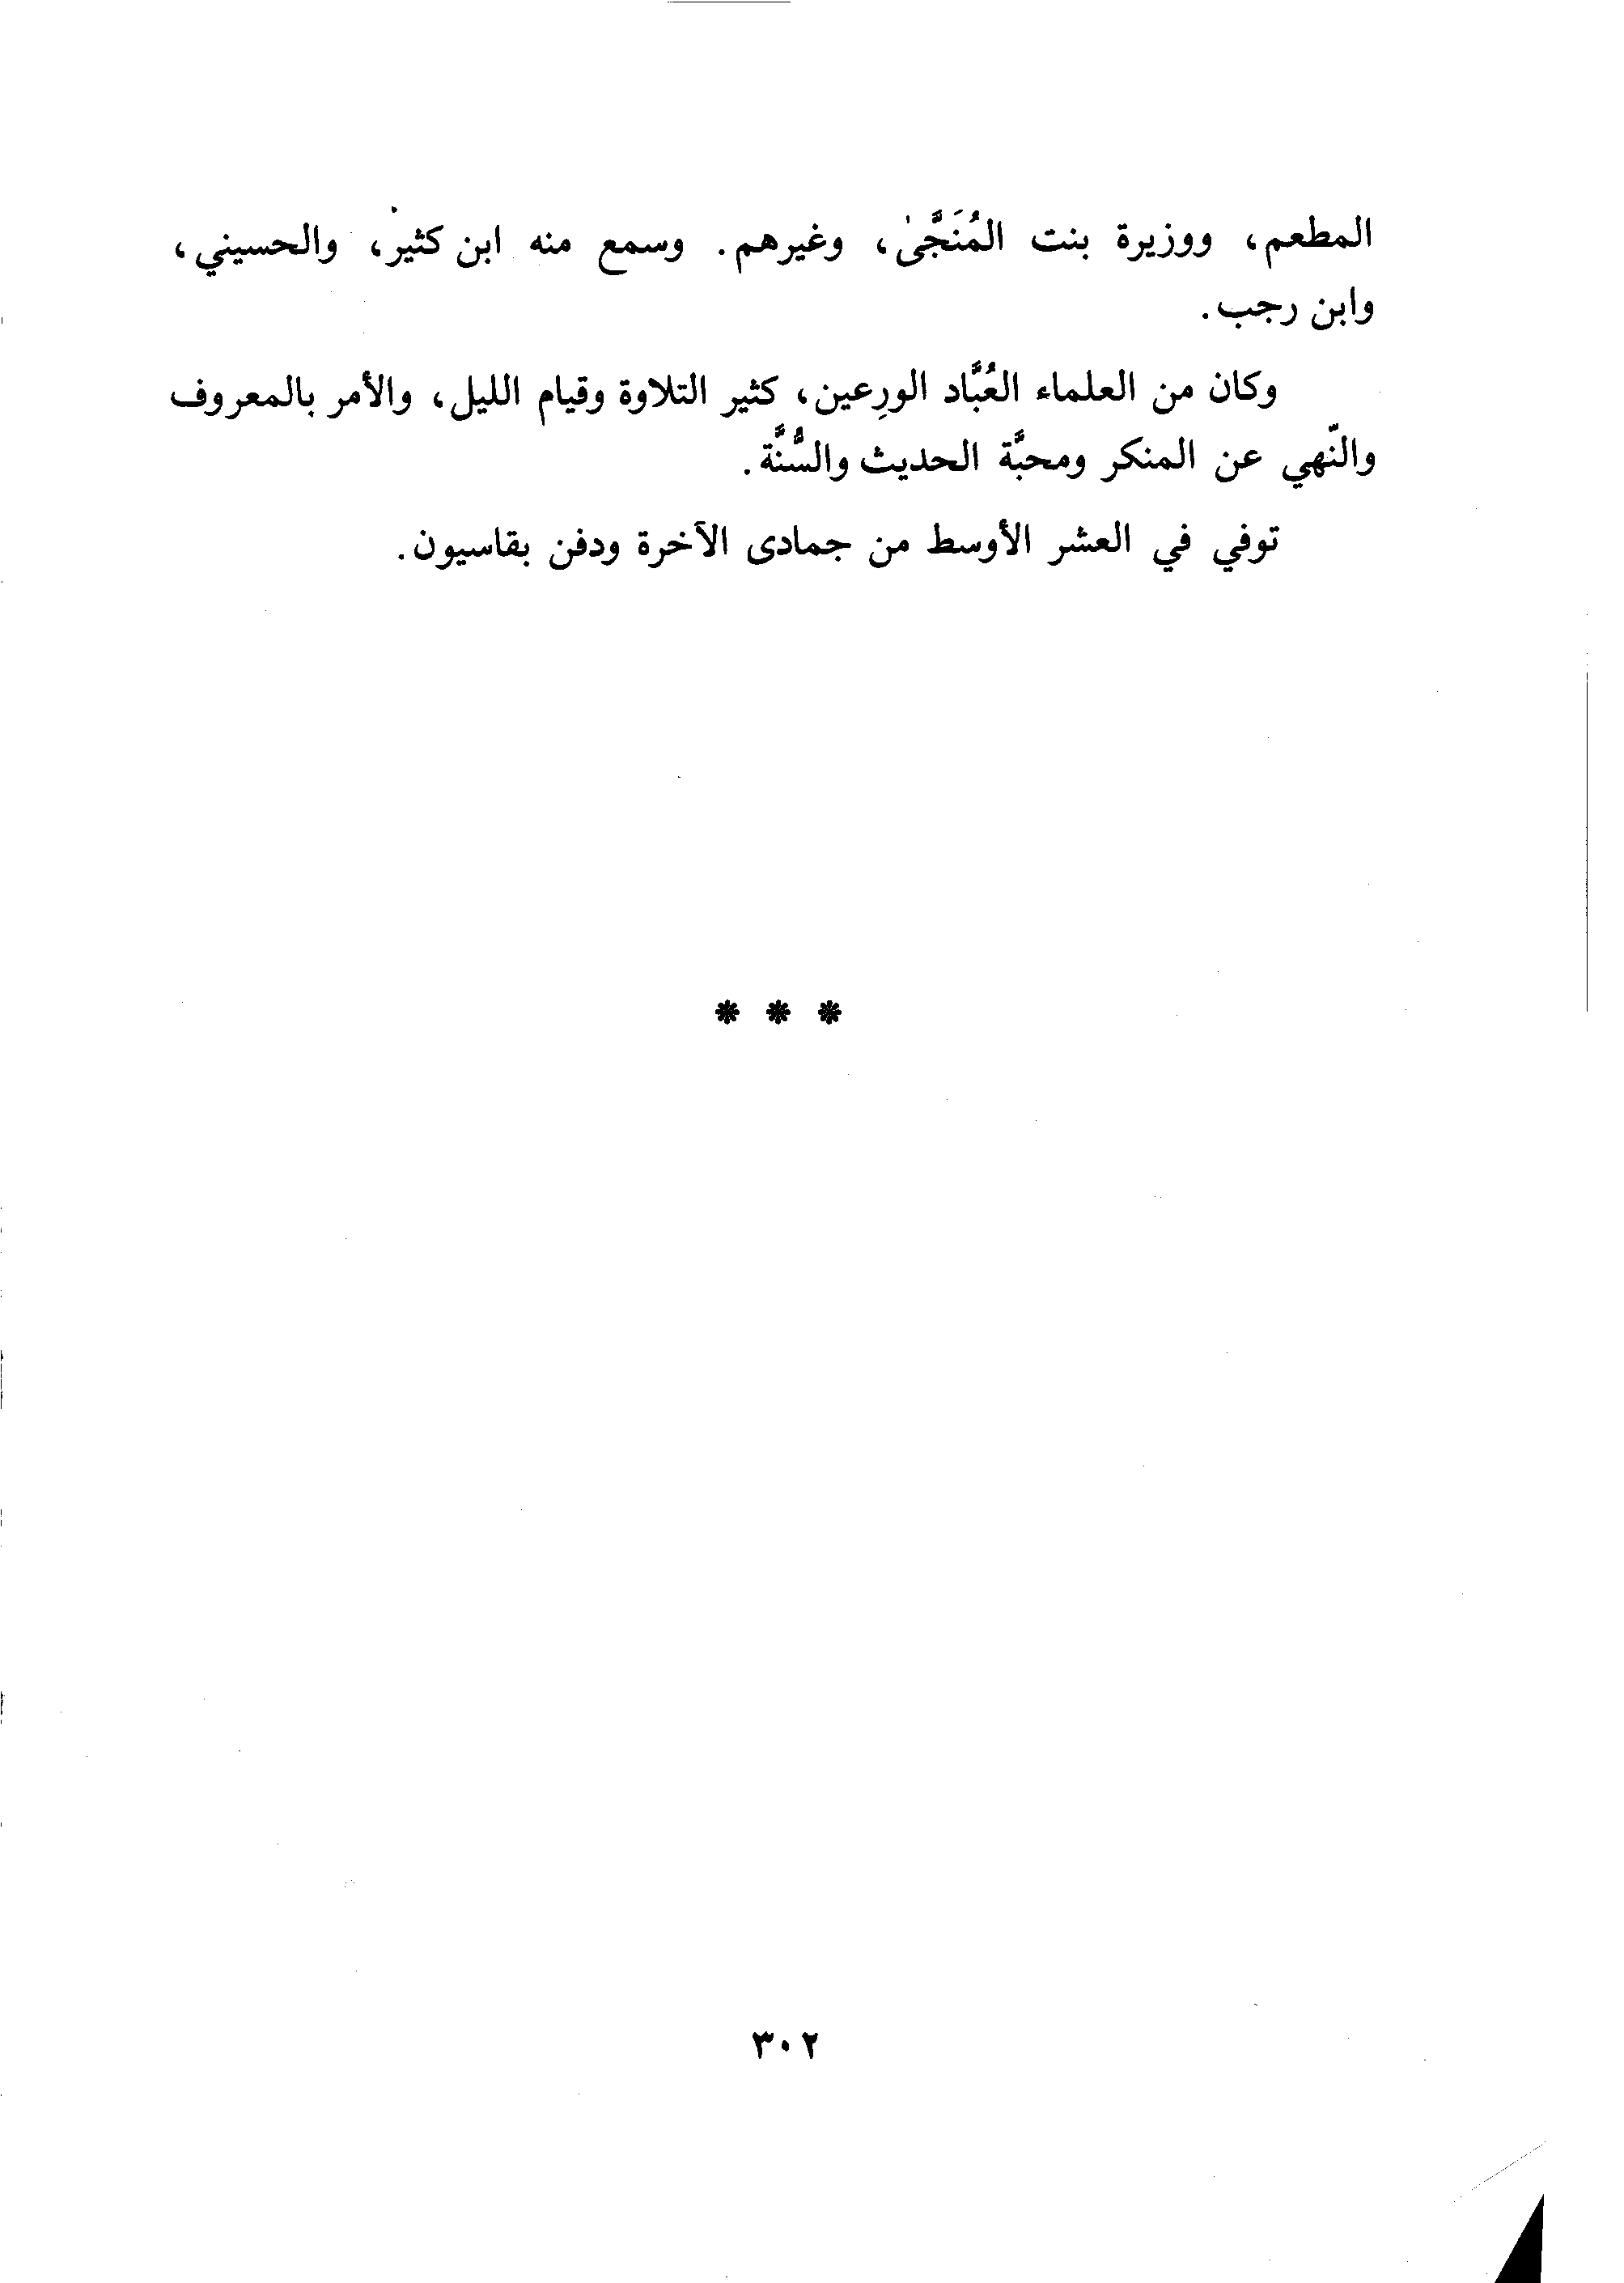 المطعم، ووزيرة بنت المُنَجَّىٰ، وغيرهم. وسمع منه ابن كثير، والحسيني،
وابن رجب.
وكان من العلماء العُبَّاد الورِعين، كثير التلاوة وقيام الليل، والأمر بالمعروف
والنّهي عن المنكر ومحبَّة الحديث والسُّنَّة.
توفي في العشر الأوسط من جمادى الآخرة ودفن بقاسيون.
* * *
٣٠٢